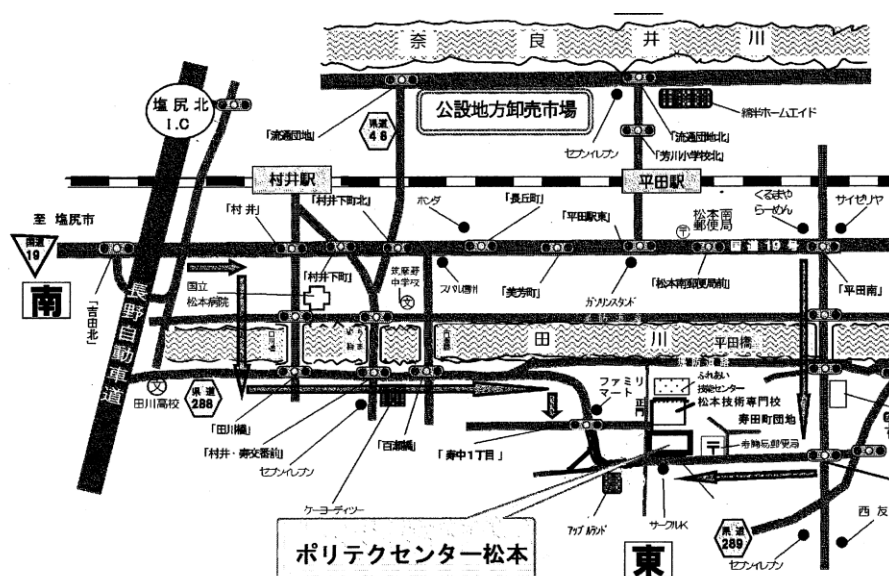 奈良井川
塩尻北
I.C
「流通団地」
県道
48
公設地方卸売市場
セブンイレブン
「流通団地北」
綿半ホームエイド
「芳川小学校北」
村井駅
平田駅
至 塩尻市
国道
19
「村井」
「村井下町北」
ホンダ
「長丘町」
「平田駅東」
松本南
郵便局
くるまや
らーめん
サイゼリヤ
国道19号
南
「吉田北」
長野自動車道
国立
松本病院
「村井下町」
筑摩野
中学校
文
スバル信州
「美芳町」
ガソリンスタンド
「松本南郵便局前」
「平田南」
田川
平田橋
文
田川高校
県道
288
「田川橋」
「村井・寿交番前」
セブンイレブン
「百瀬橋」
ケーヨーデイツー
「寿中1丁目」
ファミリ
マート
正門
ふれあい
技能センター
松本技術専門校
寿田町団地
〒
アップルランド
サークルK
県道
289
セブンイレブン
西友
ポリテクセンター松本
東